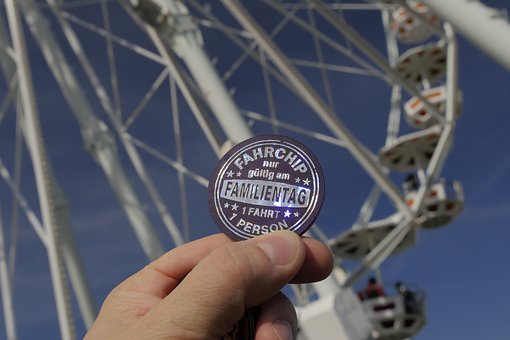 FAHRCHIP
nur
gültig am
FAMILIENTAG
1 FAHRT
1 PERSON